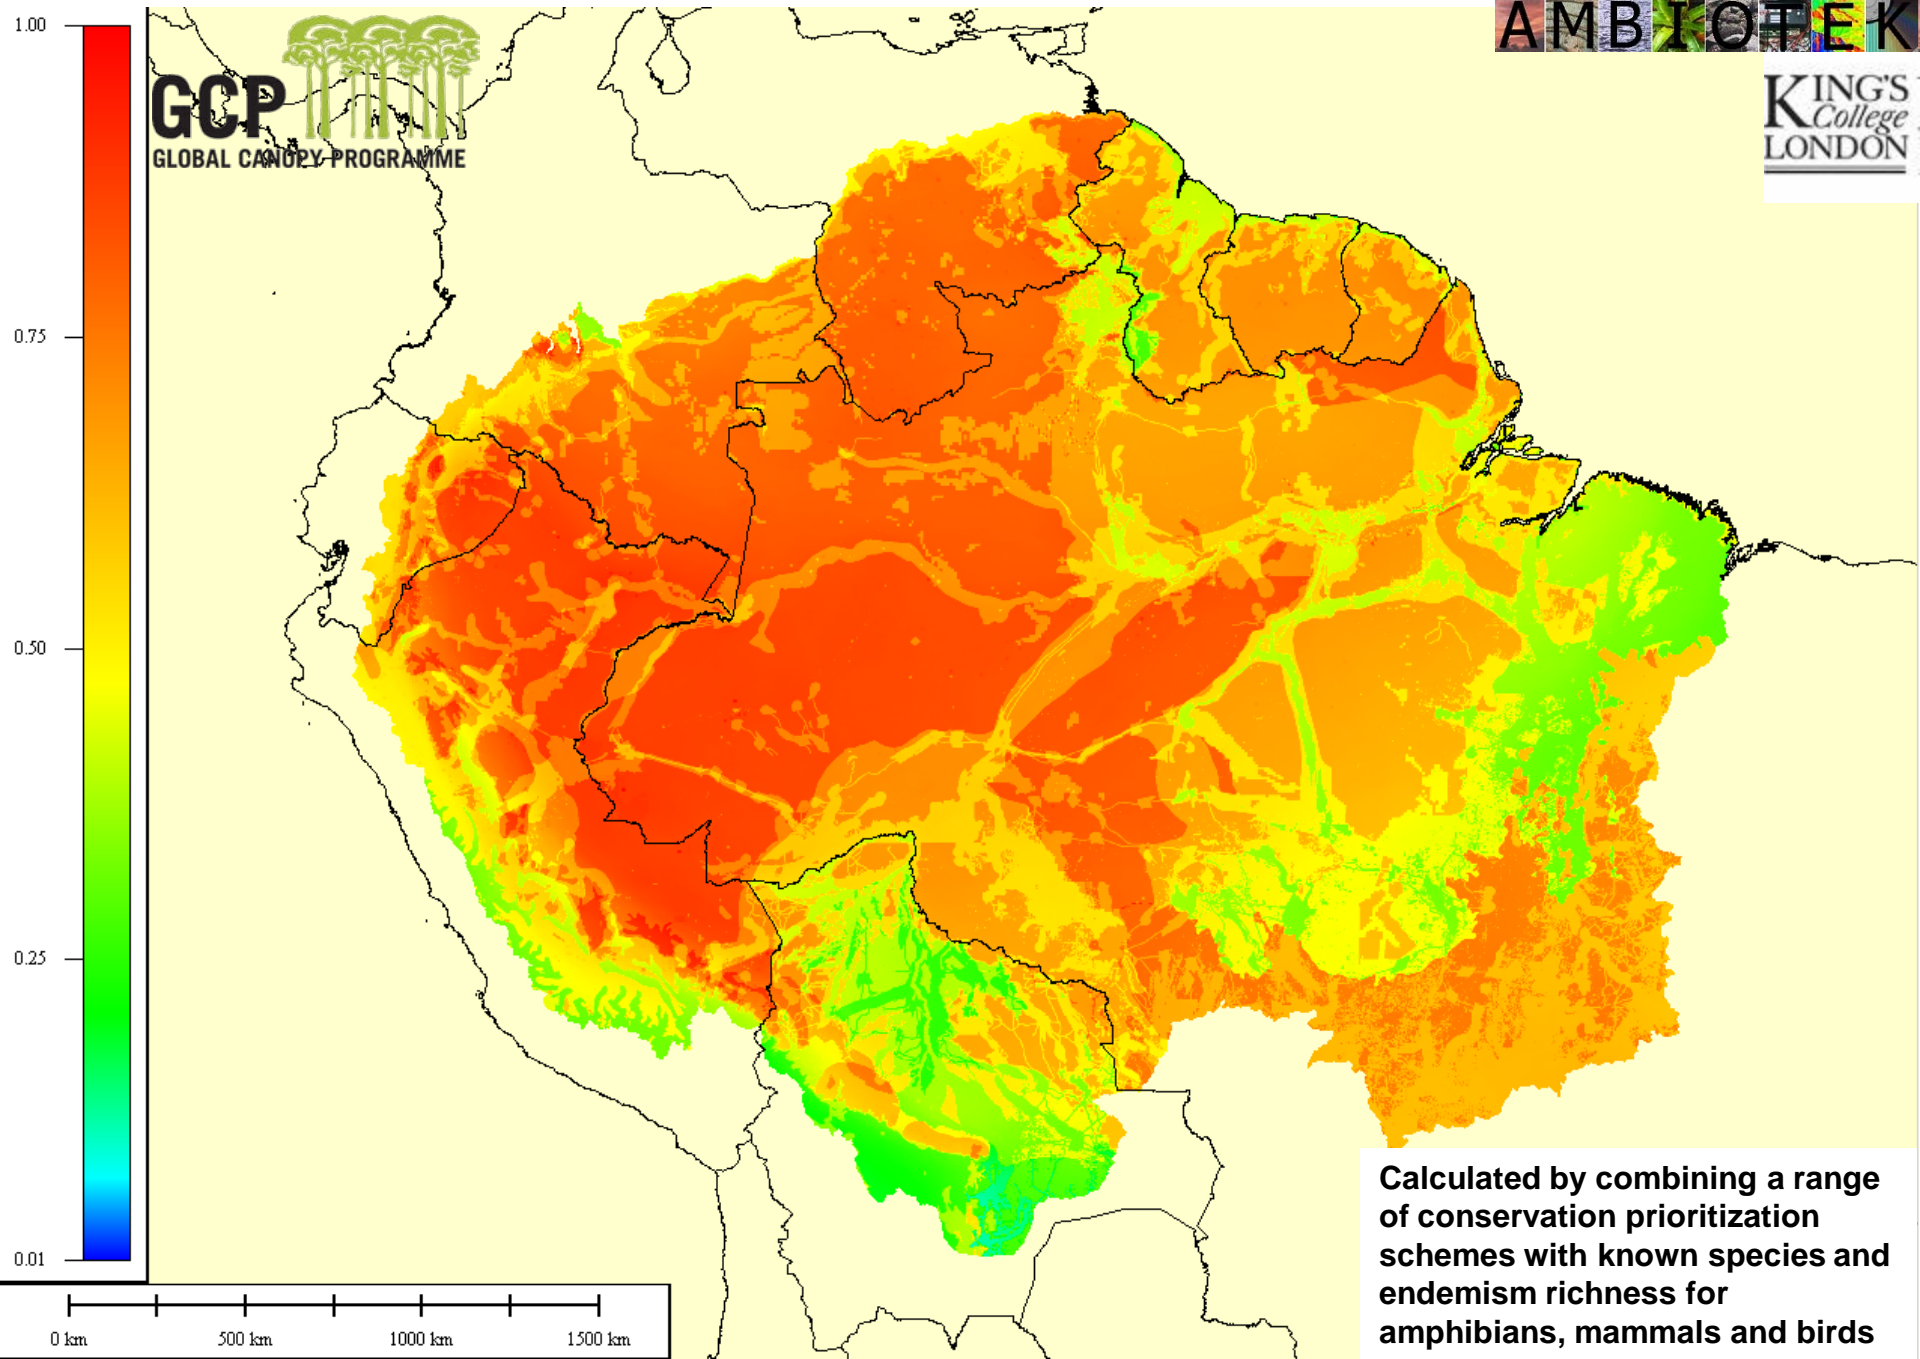 1.00
GCP
GLOBAL CANOPY PROGRAMME
AMBIOTEK
KING'S
College
LONDON
0.75
0.50
0.25
0.01
0 km 500 km 1000 km 1500 km
Calculated by combining a range
of conservation prioritization
schemes with known species and
endemism richness for
amphibians, mammals and birds